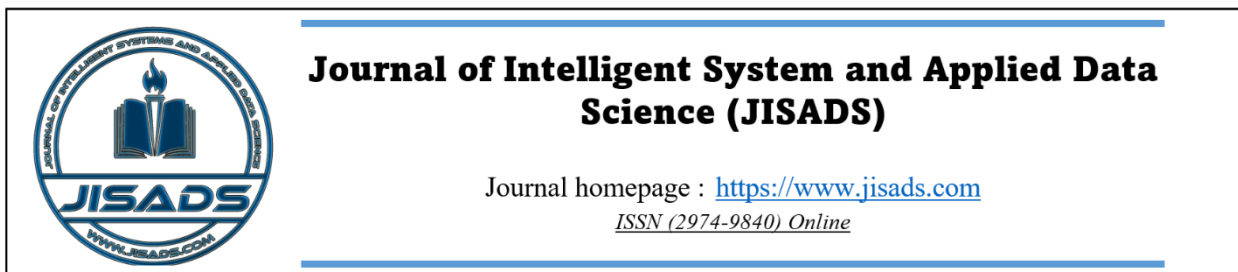 JOURNAL OF INTELLIGENT SYSTEMS AND APPLIED DATA SCIENCE
JISADS
WWW.JISADS.COM
Journal of Intelligent System and Applied Data
Science (JISADS)
Journal homepage : https://www.jisads.com
ISSN (2974-9840) Online